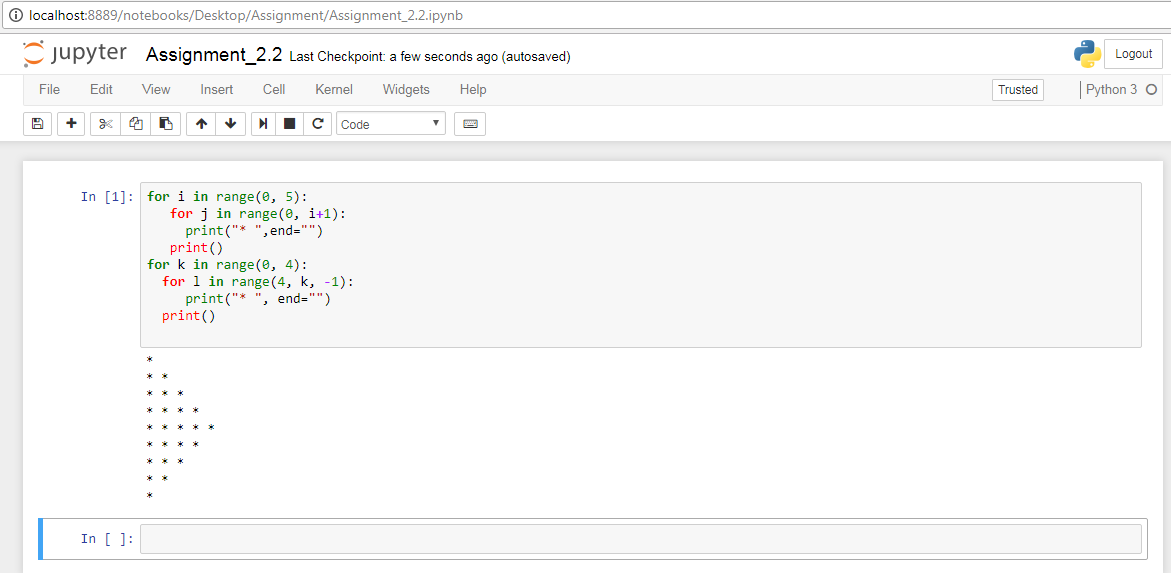 localhost:8889/notebooks/Desktop/Assignment/Assignment_2.2.ipynb
jupyter Assignment_2.2 Last Checkpoint: a few seconds ago (autosaved) Logout
File Edit View Insert Cell Kernel Widgets Help Trusted Python 3
Code
In [1]: for i in range(0, 5):
for j in range(0, i+1):
print("* ",end="")
print()
for k in range(0, 4):
for l in range(4, k, -1):
print("* ", end="")
print()
*
* *
* * *
* * * *
* * * * *
* * * *
* * *
* *
*
In [ ]: